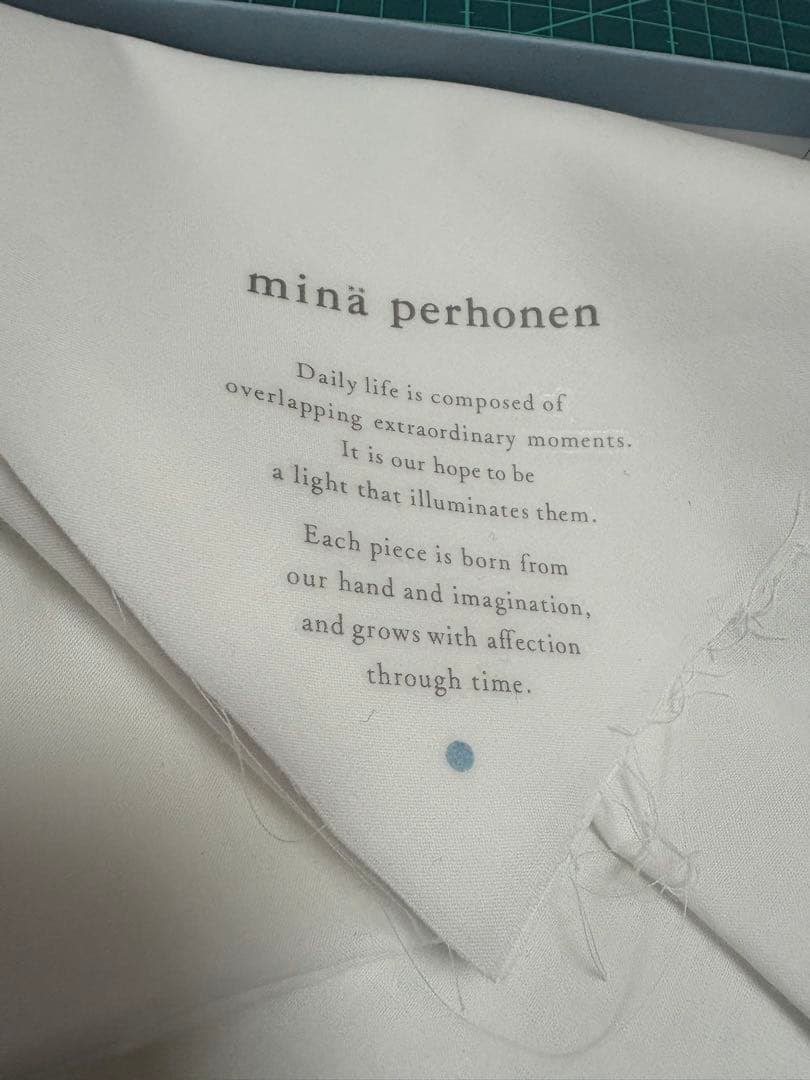 minä perhonen
Daily life is composed of
overlapping extraordinary moments.
It is our hope to be
a light that illuminates them.
Each piece is born from
our hand and imagination,
and grows with affection
through time.